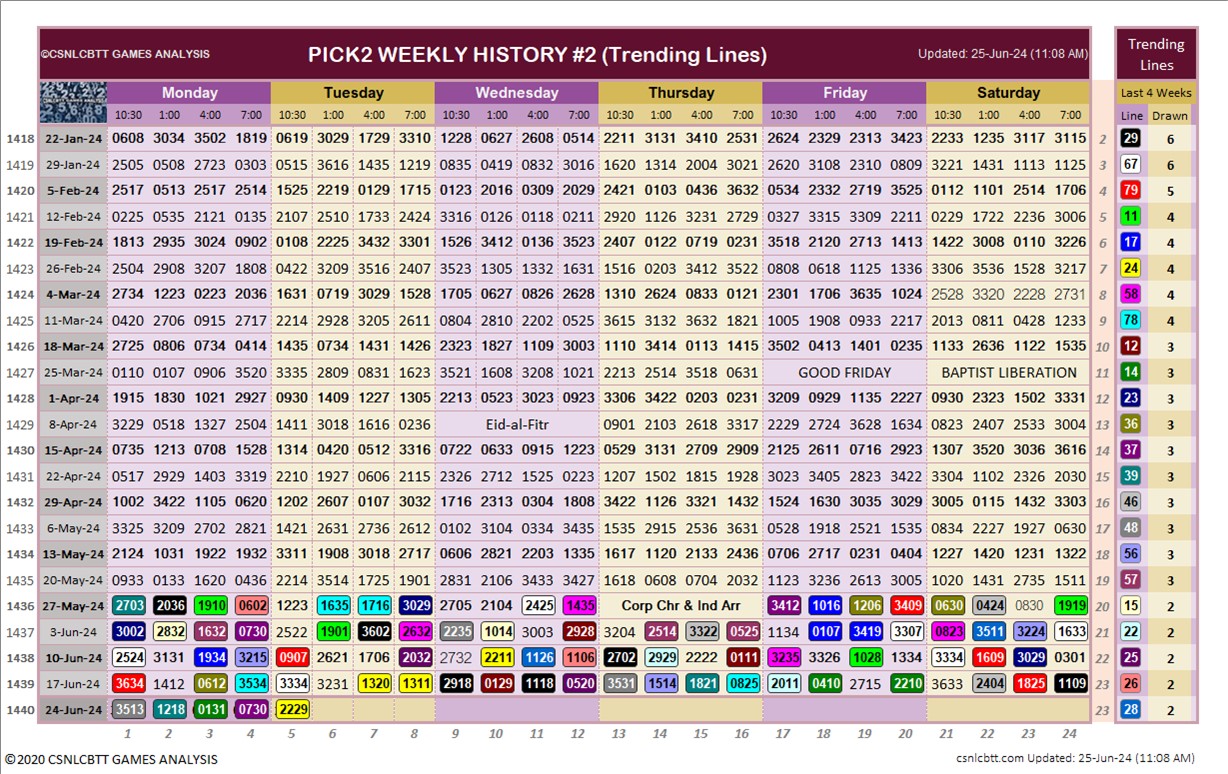 ©CSNLCBTT GAMES ANALYSIS PICK2 WEEKLY HISTORY #2 (Trending Lines) Updated: 25-Jun-24 (11:08 AM) Trending Lines
Monday Tuesday Wednesday Thursday Friday Saturday Last 4 Weeks
10:30 1:00 4:00 7:00 10:30 1:00 4:00 7:00 10:30 1:00 4:00 7:00 10:30 1:00 4:00 7:00 10:30 1:00 4:00 7:00 10:30 1:00 4:00 7:00 Line Drawn
1418 22-Jan-24 0608 3034 3502 1819 0619 3029 1729 3310 1228 0627 2608 0514 2211 3131 3410 2531 2624 2329 2313 3423 2233 1235 3117 3115 2 29 6
1419 29-Jan-24 2505 0508 2723 0303 0515 3616 1435 1219 0835 0419 0832 3016 1620 1314 2004 3021 2620 3108 2310 0809 3221 1431 1113 1125 3 67 6
1420 5-Feb-24 2517 0513 2517 2514 1525 2219 0129 1715 0123 2016 0309 2029 2421 0103 0436 3632 0534 2332 2719 3525 0112 1101 2514 1706 4 79 5
1421 12-Feb-24 0225 0535 2121 0135 2107 2510 1733 2424 3316 0126 0118 0211 2920 1126 3231 2729 0327 3315 3309 2211 0229 1722 2236 3006 5 11 4
1422 19-Feb-24 1813 2935 3024 0902 0108 2225 3432 3301 1526 3412 0136 3523 2407 0122 0719 0231 3518 2120 2713 1413 1422 3008 0110 3226 6 17 4
1423 26-Feb-24 2504 2908 3207 1808 0422 3209 3516 2407 3523 1305 1332 1631 1516 0203 3412 3522 0808 0618 1125 1336 3306 3536 1528 3217 7 24 4
1424 4-Mar-24 2734 1223 0223 2036 1631 0719 3029 1528 1705 0627 0826 2628 1310 2624 0833 0121 2301 1706 3535 1024 2528 3320 2228 2731 8 58 4
1425 11-Mar-24 0420 2706 0915 2717 2214 2928 3205 2611 0804 2810 2202 0525 3615 3132 3632 1821 1005 1908 0933 2217 2013 0811 0428 1233 9 78 4
1426 18-Mar-24 2725 0806 0734 0414 1435 0734 1431 1426 2323 1827 1109 3003 1110 3414 0113 1415 3502 0413 1401 0235 1133 2636 1122 1535 10 12 3
1427 25-Mar-24 0110 0107 0906 3520 3335 2809 0831 1623 3521 1608 3208 1021 2213 2514 3518 0631 GOOD FRIDAY BAPTIST LIBERATION 11 14 3
1428 1-Apr-24 1915 1830 1021 2927 0930 1409 1227 1305 2213 0523 3023 0923 3306 3422 0203 0231 3209 0929 1135 2227 0930 2323 1502 3331 12 23 3
1429 8-Apr-24 3229 0518 1327 2504 1411 3018 1616 0239 Eid-al-Fitr 0901 2103 2618 3317 2229 2724 3628 1634 0823 2407 2533 3004 13 36 3
1430 15-Apr-24 0735 1213 0708 1528 1314 0420 0512 3316 0722 0633 0915 1223 0529 3131 2709 2909 2125 2611 0716 2923 1307 3520 3036 3616 14 37 3
1431 22-Apr-24 0517 2929 1403 3319 2210 1927 0606 2113 2326 2713 1525 0223 1207 1502 1815 1928 3023 3405 2823 3422 3304 1102 2326 2030 15 39 3
1432 29-Apr-24 1002 3422 1105 0620 1202 2607 0107 3032 1716 2313 0304 1808 3422 1126 3321 1432 1524 1630 3035 3029 3005 0115 1432 3303 16 46 3
1433 6-May-24 3325 3209 2702 2821 1421 2631 2736 2612 0102 3104 0334 3435 1535 2915 2536 3631 0528 1918 2521 1535 0834 2227 1927 0630 17 48 3
1434 13-May-24 2124 1031 1922 1932 3311 1908 3018 2717 0606 2821 2203 1335 1617 1120 2133 2436 0706 2717 0231 0404 1227 1420 1231 1322 18 56 3
1435 20-May-24 0933 0133 1620 0436 2214 3514 1725 1901 2831 2106 3433 3427 1618 0608 0704 2032 1123 3236 2613 3005 1020 1431 2735 1511 19 57 3
1436 27-May-24 2703 2036 1910 0602 1223 1635 1716 3029 2705 2104 2425 1435 Corp Chr & Ind Arr 3412 1016 1206 3409 0630 0424 0830 1919 20 15 2
1437 3-Jun-24 3002 2832 1632 0730 2522 1901 3602 2632 2235 1014 3003 2928 3204 2514 3322 0525 1134 0107 3419 3307 0823 3511 3224 1633 21 22 2
1438 10-Jun-24 2524 3131 1934 3215 0907 2621 1706 2032 2732 2211 1126 1106 2702 2929 2222 0111 3235 3326 1028 1334 3334 1609 3029 0301 22 25 2
1439 17-Jun-24 3634 1412 0612 3534 3334 3231 1320 1311 2918 0129 1118 0520 3531 1514 1821 0825 2011 0410 2715 2210 3633 2404 1825 1109 23 26 2
1440 24-Jun-24 3513 1218 0131 0730 2229 23 28 2
1 2 3 4 5 6 7 8 9 10 11 12 13 14 15 16 17 18 19 20 21 22 23 24
©2020 CSNLCBTT GAMES ANALYSIS csnlcbtt.com Updated: 25-Jun-24 (11:08 AM)